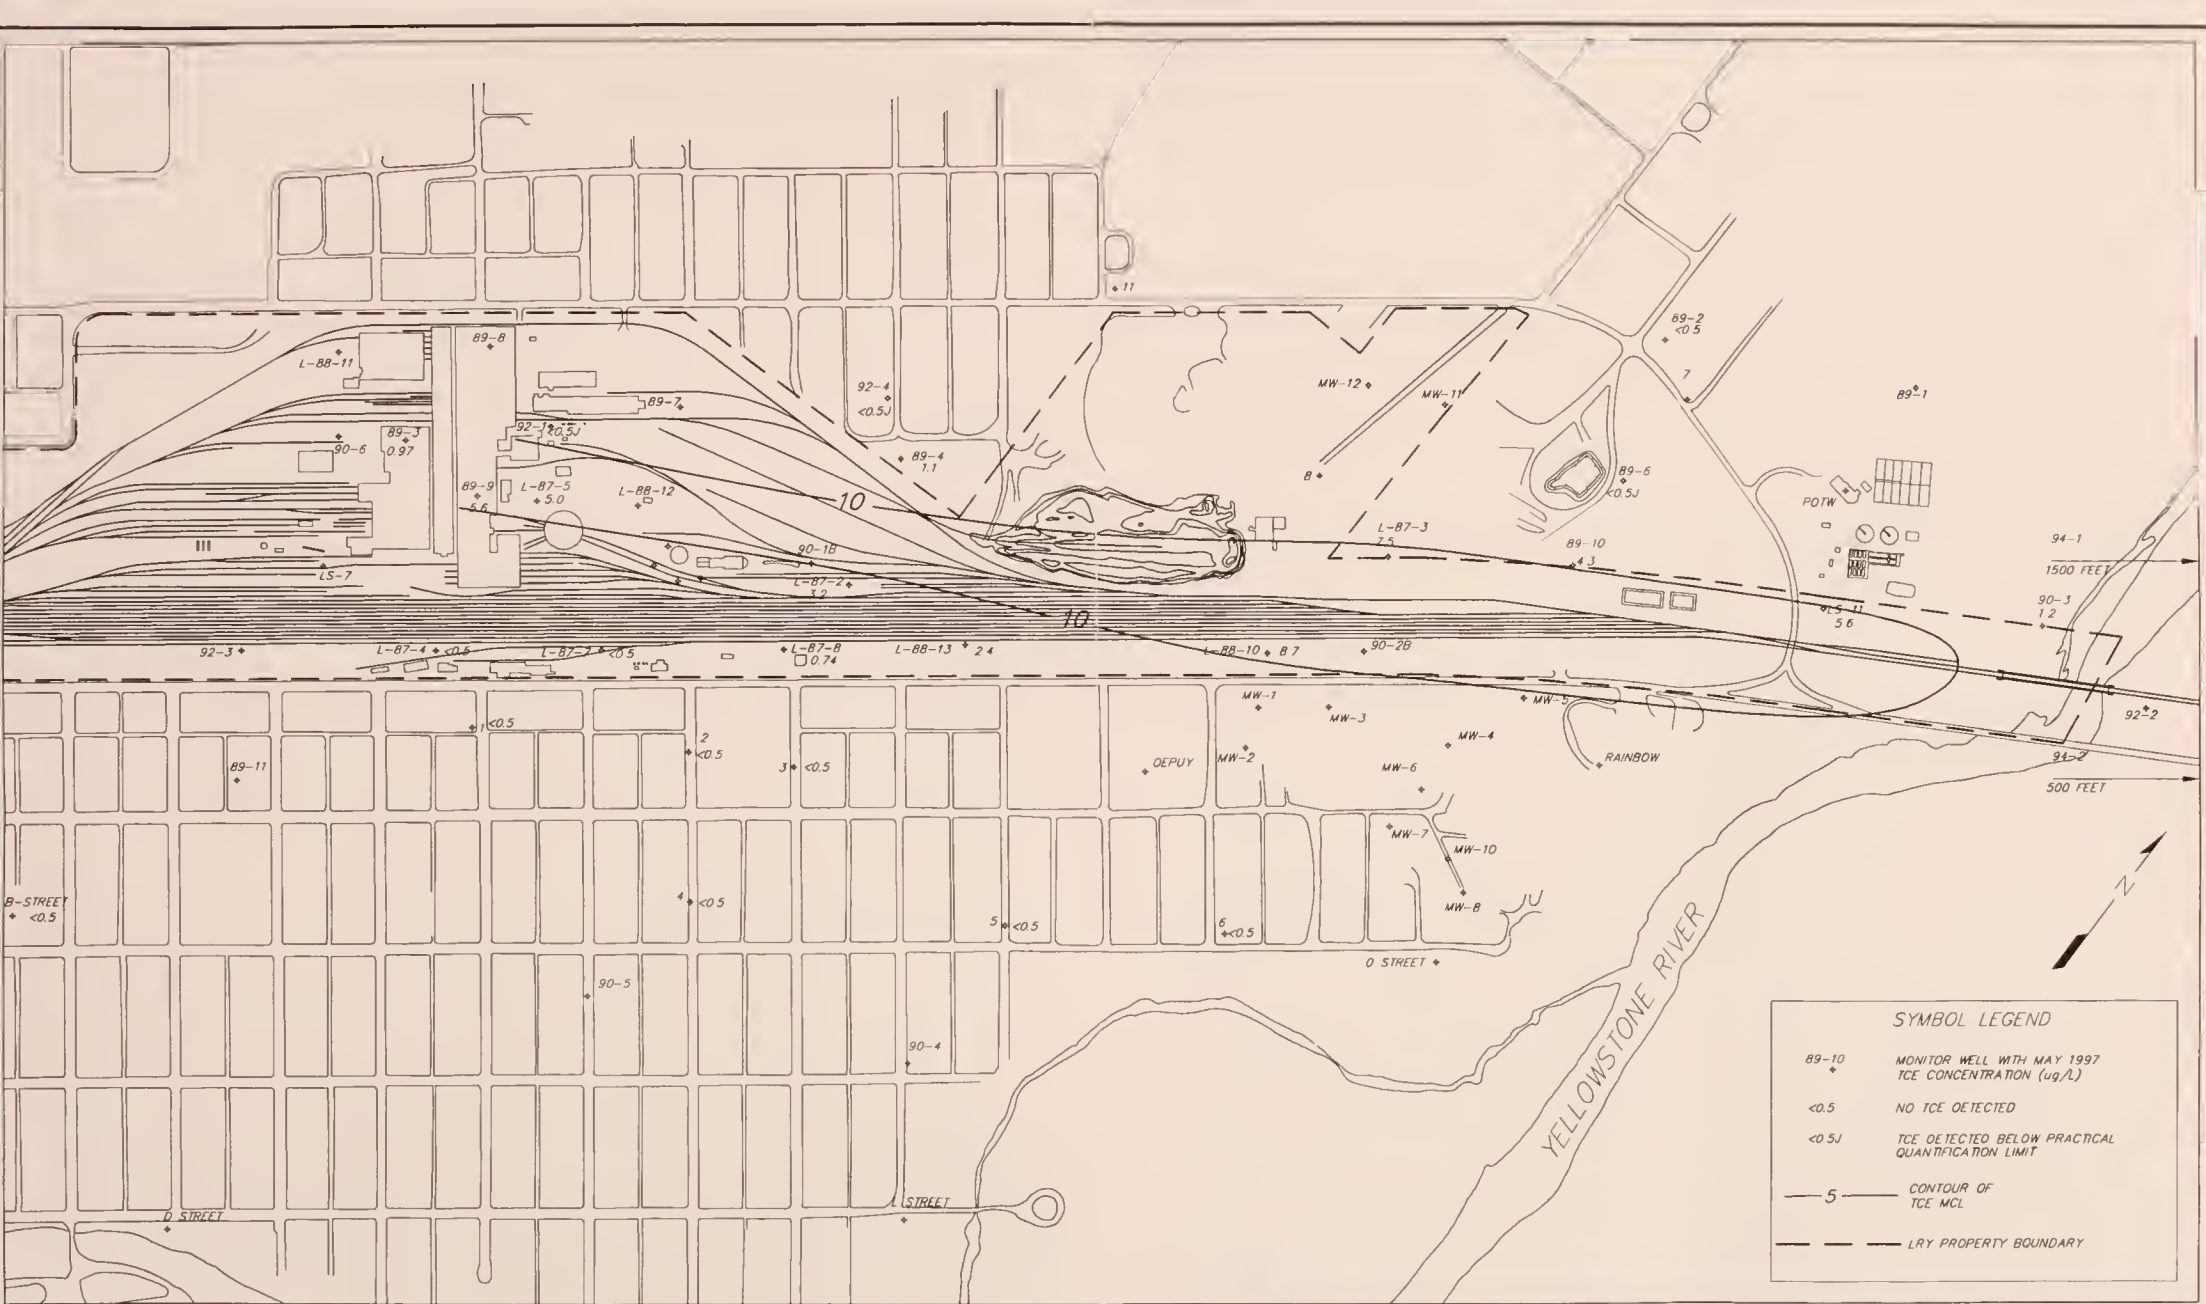 11
89-8
L-88-11
89-2
<0.5
7
92-4
<0.5J
MW-12
MW-11
89-1
89-7
92-1
<0.5J
89-3
0.97
90-6
89-4
1.1
8
89-6
<0.5J
POTW
89-9
5.6
L-87-5
5.0
L-88-12
10
L-87-3
7.5
89-10
4.3
94-1
1500 FEET
90-1B
L-87-2
3.2
LS-7
10
LS-11
5.6
90-3
1.2
92-3
L-87-4
<0.5
L-87-7
<0.5
L-87-8
0.74
L-88-13
2.4
L-88-10
8.7
90-2B
MW-1
MW-3
MW-5
92-2
1
<0.5
2
<0.5
3
<0.5
89-11
DEPUY
MW-2
MW-4
MW-6
RAINBOW
94-2
500 FEET
MW-7
MW-10
MW-8
B-STREET
<0.5
4
<0.5
5
<0.5
6
<0.5
O STREET
90-5
90-4
YELLOWSTONE RIVER
N
D STREET
L STREET
SYMBOL LEGEND
89-10
MONITOR WELL WITH MAY 1997
TCE CONCENTRATION (ug/L)
<0.5
NO TCE DETECTED
<0.5J
TCE DETECTED BELOW PRACTICAL
QUANTIFICATION LIMIT
5
CONTOUR OF
TCE MCL
LRY PROPERTY BOUNDARY